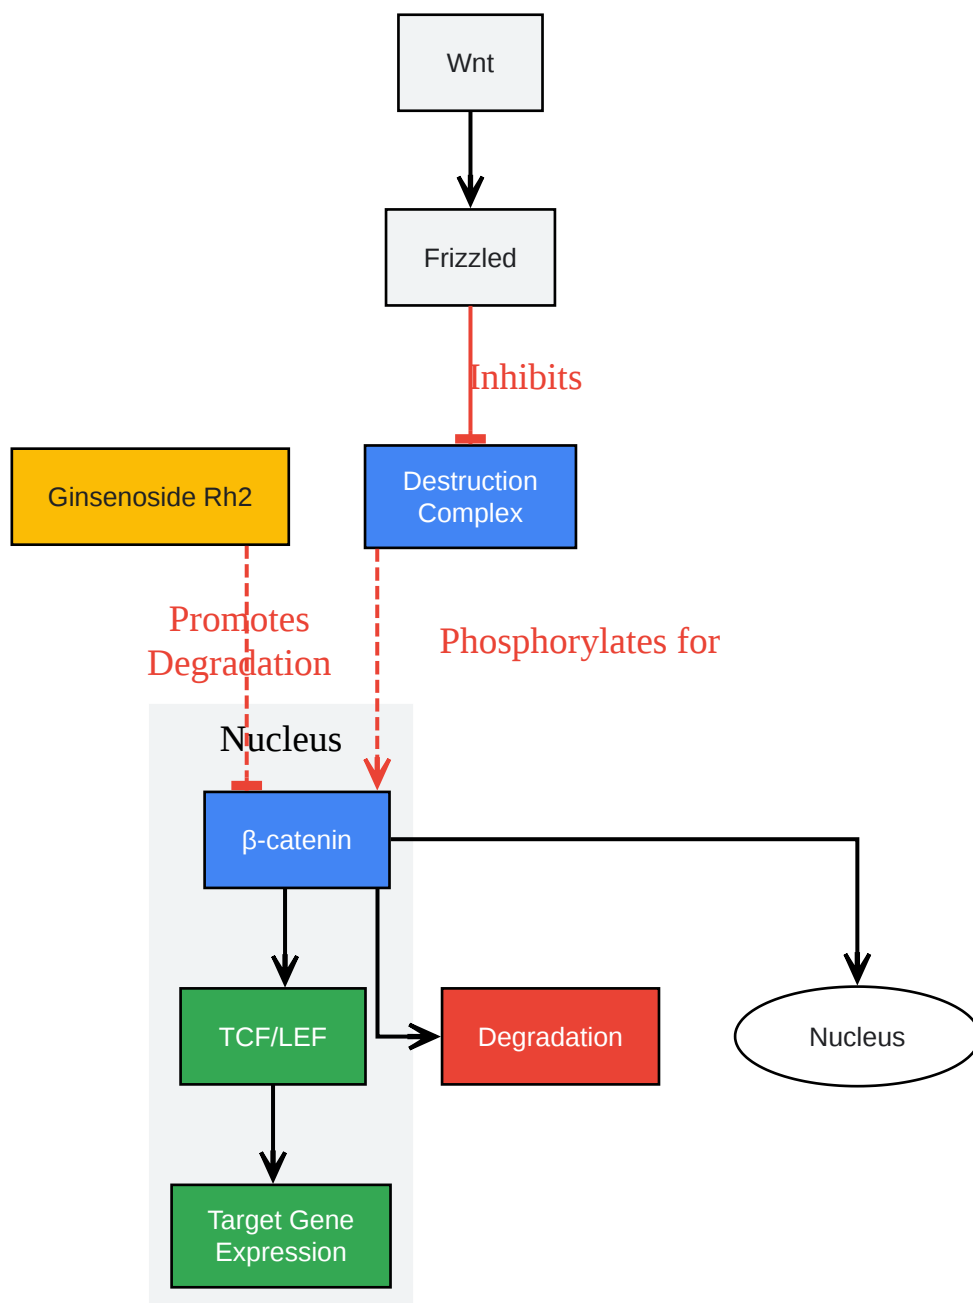 Wnt
Frizzled
Inhibits
Ginsenoside Rh2
Destruction
Complex
Promotes
Degradation
Phosphorylates for
Nucleus
β-catenin
TCF/LEF
Degradation
Nucleus
Target Gene
Expression